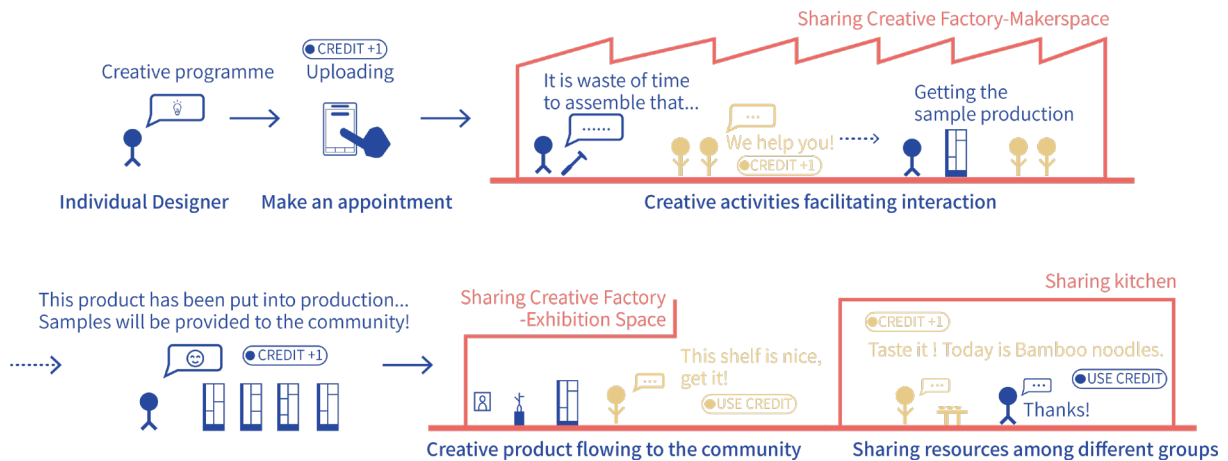 Sharing Creative Factory-Makerspace
CREDIT +1
Creative programme
Uploading
It is waste of time
to assemble that...
......
...
We help you!
CREDIT +1
Getting the
sample production
Individual Designer
Make an appointment
Creative activities facilitating interaction
This product has been put into production...
Samples will be provided to the community!
CREDIT +1
Sharing Creative Factory
-Exhibition Space
This shelf is nice,
get it!
...
USE CREDIT
Creative product flowing to the community
Sharing kitchen
CREDIT +1
Taste it ! Today is Bamboo noodles.
...
...
USE CREDIT
Thanks!
Sharing resources among different groups